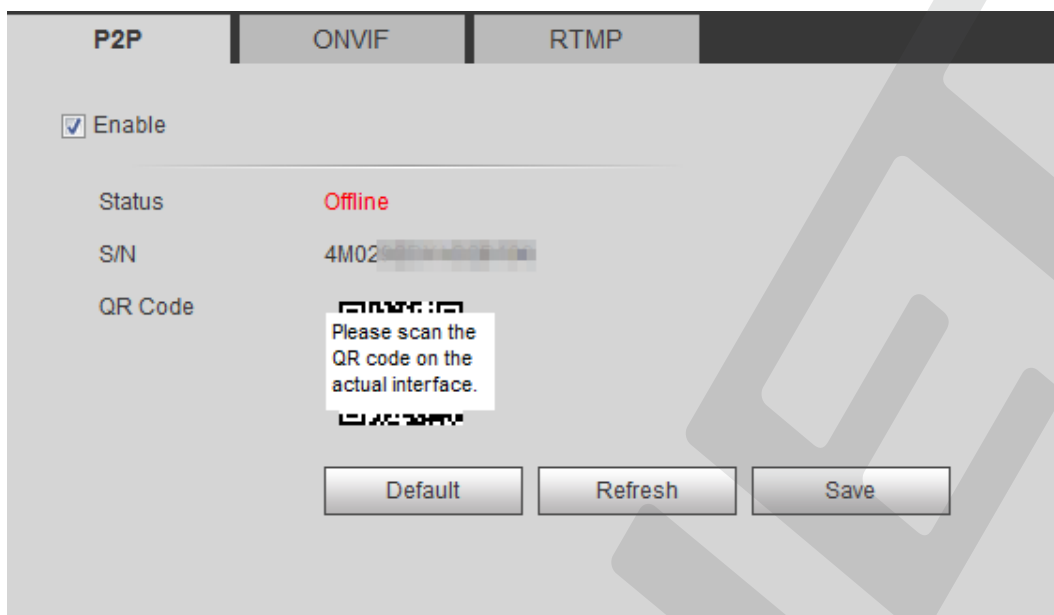 P2P ONVIF RTMP
Enable
Status Offline
S/N 4M02
QR Code
Please scan the
QR code on the
actual interface.
Default Refresh Save